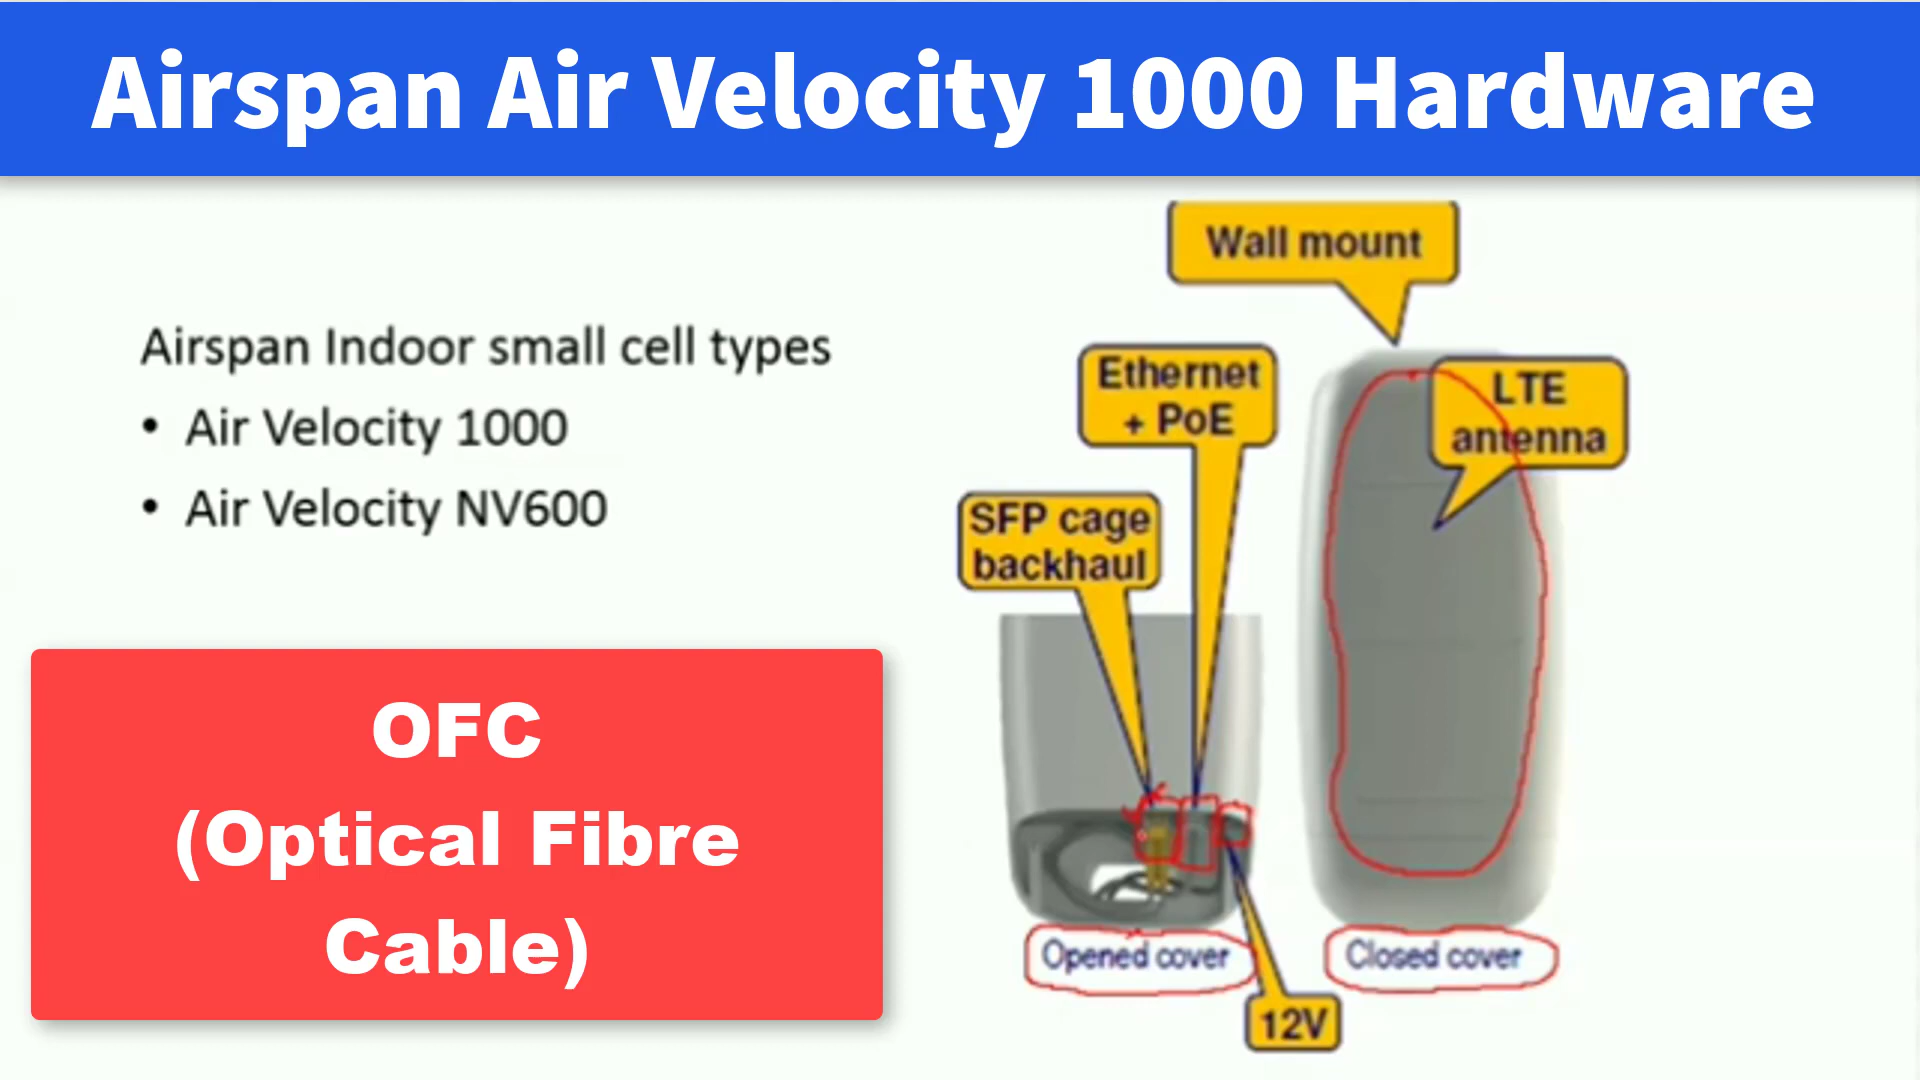 Airspan Air Velocity 1000 Hardware
Airspan Indoor small cell types
• Air Velocity 1000
• Air Velocity NV600
OFC
(Optical Fibre
Cable)
Wall mount
Ethernet
+ PoE
LTE
antenna
SFP cage
backhaul
Opened cover
Closed cover
12V